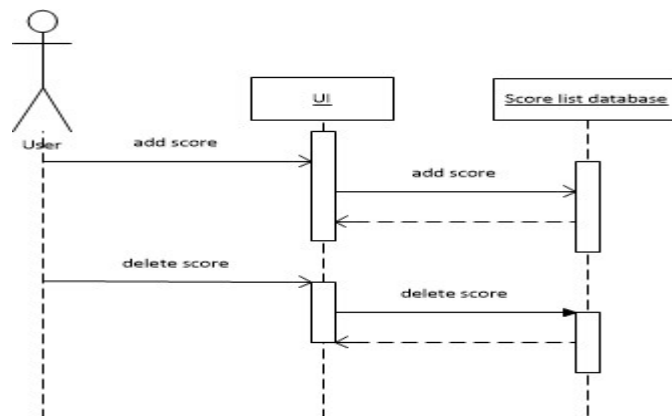 UI
Score list database
User
add score
add score
delete score
delete score